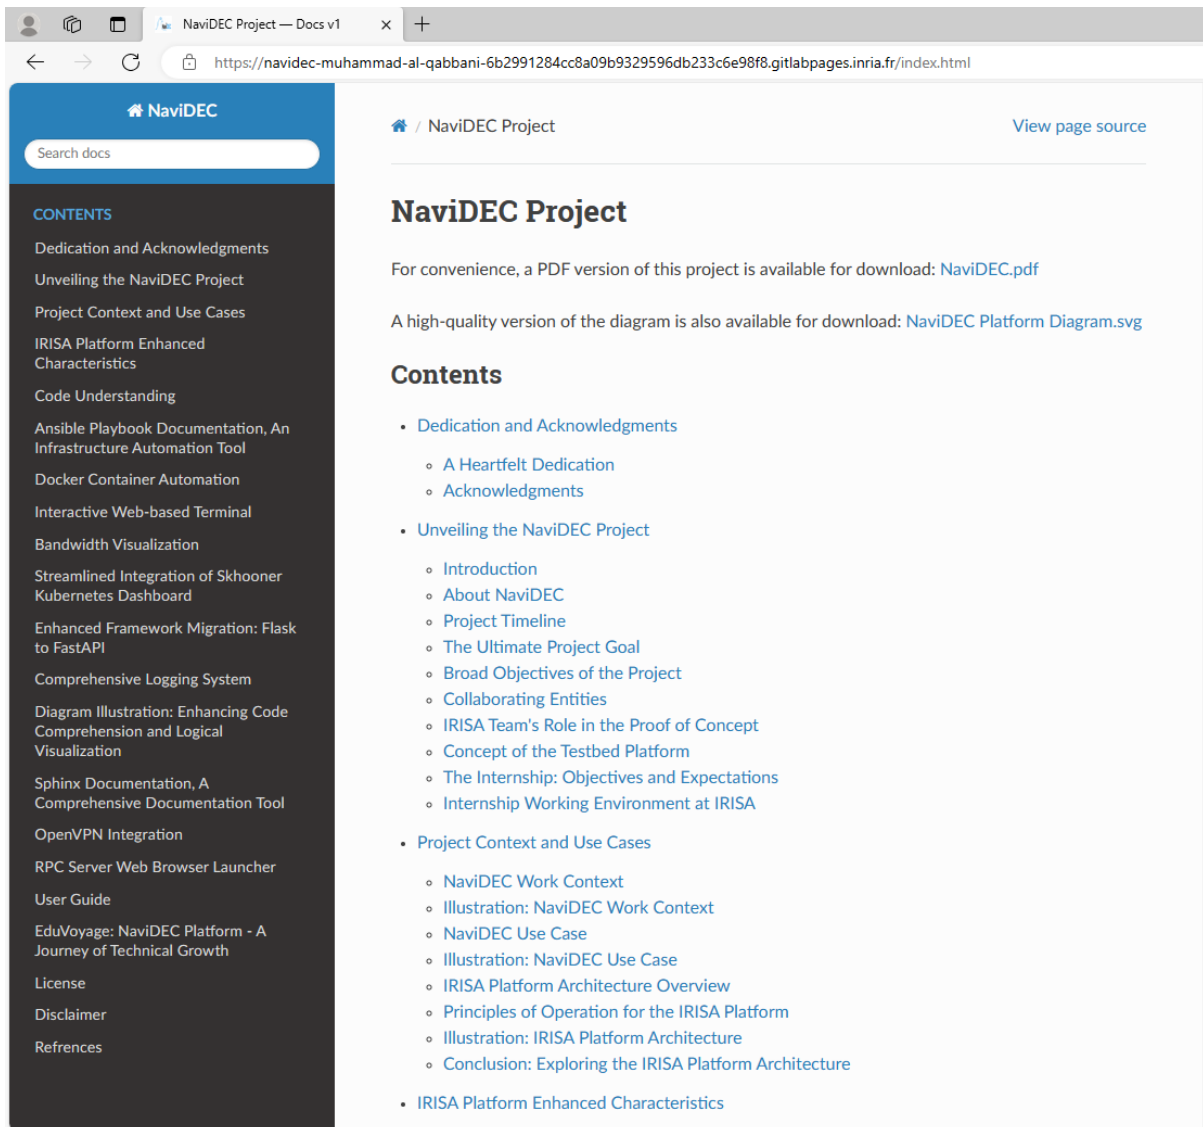 NaviDEC Project — Docs v1
https://navidec-muhammad-al-qabbani-6b2991284cc8a09b9329596db233c6e98f8.gitlabpages.inria.fr/index.html
NaviDEC
Search docs
CONTENTS
Dedication and Acknowledgments
Unveiling the NaviDEC Project
Project Context and Use Cases
IRISA Platform Enhanced
Characteristics
Code Understanding
Ansible Playbook Documentation, An
Infrastructure Automation Tool
Docker Container Automation
Interactive Web-based Terminal
Bandwidth Visualization
Streamlined Integration of Skhooner
Kubernetes Dashboard
Enhanced Framework Migration: Flask
to FastAPI
Comprehensive Logging System
Diagram Illustration: Enhancing Code
Comprehension and Logical
Visualization
Sphinx Documentation, A
Comprehensive Documentation Tool
OpenVPN Integration
RPC Server Web Browser Launcher
User Guide
EduVoyage: NaviDEC Platform - A
Journey of Technical Growth
License
Disclaimer
Refrences
/ NaviDEC Project
View page source
NaviDEC Project
For convenience, a PDF version of this project is available for download: NaviDEC.pdf
A high-quality version of the diagram is also available for download: NaviDEC Platform Diagram.svg
Contents
• Dedication and Acknowledgments
◦ A Heartfelt Dedication
◦ Acknowledgments
• Unveiling the NaviDEC Project
◦ Introduction
◦ About NaviDEC
◦ Project Timeline
◦ The Ultimate Project Goal
◦ Broad Objectives of the Project
◦ Collaborating Entities
◦ IRISA Team's Role in the Proof of Concept
◦ Concept of the Testbed Platform
◦ The Internship: Objectives and Expectations
◦ Internship Working Environment at IRISA
• Project Context and Use Cases
◦ NaviDEC Work Context
◦ Illustration: NaviDEC Work Context
◦ NaviDEC Use Case
◦ Illustration: NaviDEC Use Case
◦ IRISA Platform Architecture Overview
◦ Principles of Operation for the IRISA Platform
◦ Illustration: IRISA Platform Architecture
◦ Conclusion: Exploring the IRISA Platform Architecture
• IRISA Platform Enhanced Characteristics